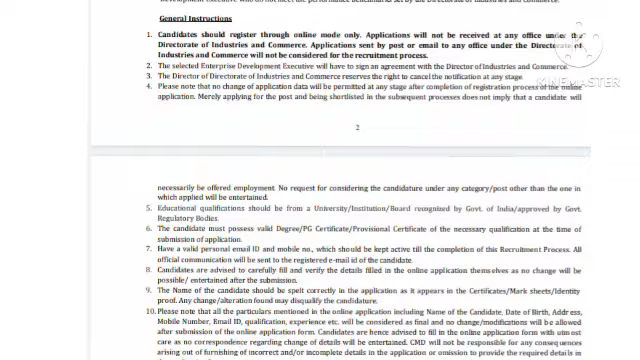 General Instructions
1. Candidates should register through online mode only. Applications will not be received at any office under the
Directorate of Industries and Commerce. Applications sent by post or email to any office under the Directorate of
Industries and Commerce will not be considered for the recruitment process.
2. The selected Enterprise Development Executive will have to sign an agreement with the Director of Industries and Commerce.
3. The Director of Directorate of Industries and Commerce reserves the right to cancel the notification at any stage.
4. Please note that no change of application data will be permitted at any stage after completion of registration process of the online
application. Merely applying for the post and being shortlisted in the subsequent processes does not imply that a candidate will
KINEMASTER
2
necessarily be offered employment. No request for considering the candidature under any category/post other than the one in
which applied will be entertained.
5. Educational qualifications should be from a University/Institution/Board recognised by Govt. of India/approved by Govt.
Regulatory Bodies.
6. The candidate must possess valid Degree/PG Certificate/Provisional Certificate of the necessary qualification at the time of
submission of application.
7. Have a valid personal email ID and mobile no., which should be kept active till the completion of this Recruitment Process. All
official communication will be sent to the registered e-mail id of the candidate.
8. Candidates are advised to carefully fill and verify the details filled in the online application themselves as no change will be
possible/ entertained after the submission.
9. The Name of the candidate should be spelt correctly in the application as it appears in the Certificates/Mark sheets/Identity
proof. Any change/alteration found may disqualify the candidature.
10. Please note that all the particulars mentioned in the online application including Name of the Candidate, Date of Birth, Address,
Mobile Number, Email ID, qualification, experience etc. will be considered as final and no change/modifications will be allowed
after submission of the online application form. Candidates are hence advised to fill in the online application form with utmost
care as no correspondence regarding change of details will be entertained. CMD will not be responsible for any consequences
arising out of furnishing of incorrect and/or incomplete details in the application or omission to provide the required details in